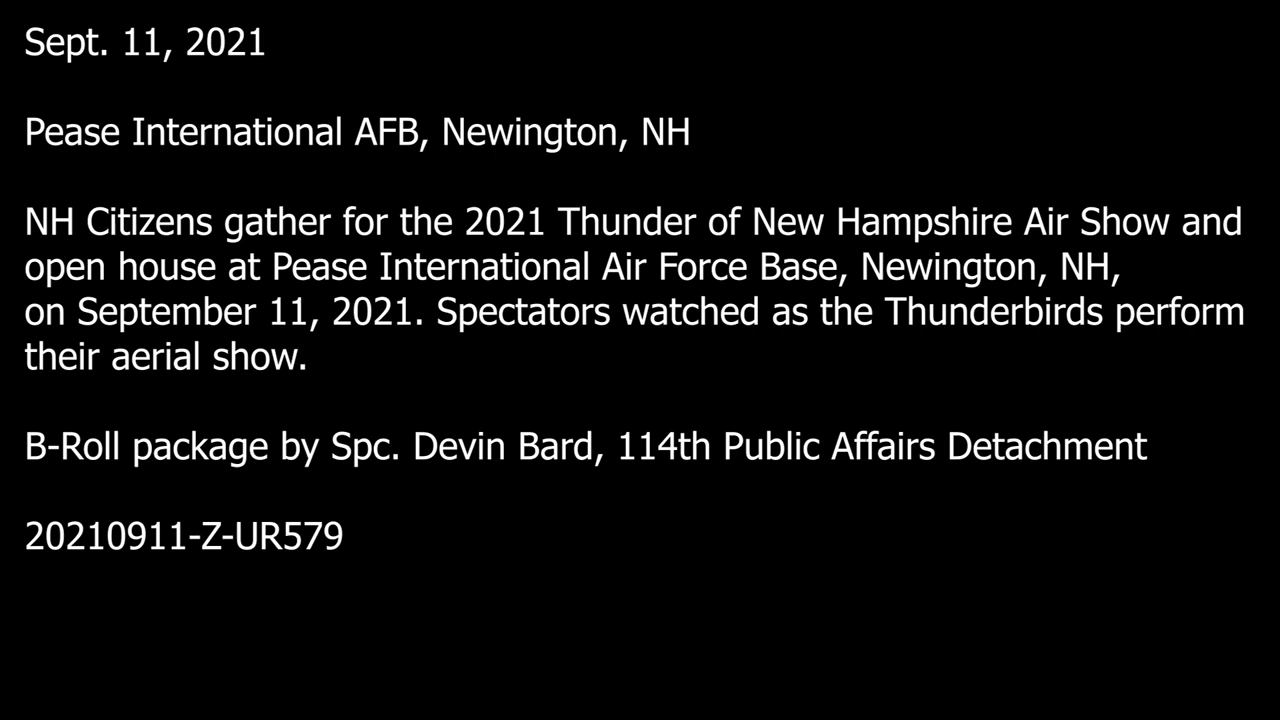 Sept. 11, 2021
Pease International AFB, Newington, NH
NH Citizens gather for the 2021 Thunder of New Hampshire Air Show and
open house at Pease International Air Force Base, Newington, NH,
on September 11, 2021. Spectators watched as the Thunderbirds perform
their aerial show.
B-Roll package by Spc. Devin Bard, 114th Public Affairs Detachment
20210911-Z-UR579